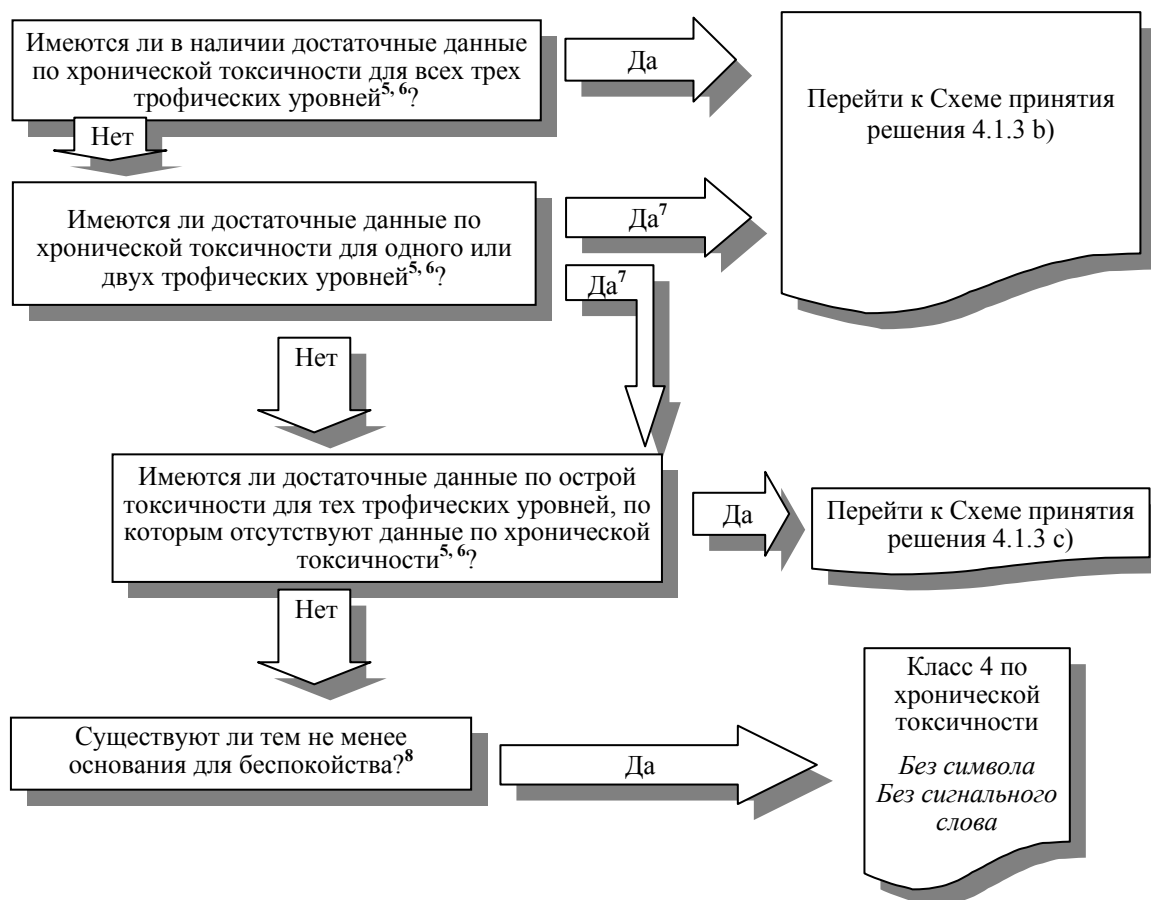 Имеются ли в наличии достаточные данные
по хронической токсичности для всех трех
трофических уровней5, 6?
Да
Перейти к Схеме принятия
решения 4.1.3 b)
Нет
Имеются ли достаточные данные по
хронической токсичности для одного или
двух трофических уровней5, 6?
Да7
Да7
Нет
Имеются ли достаточные данные по острой
токсичности для тех трофических уровней, по
которым отсутствуют данные по хронической
токсичности5, 6?
Да
Перейти к Схеме принятия
решения 4.1.3 c)
Нет
Существуют ли тем не менее
основания для беспокойства?8
Да
Класс 4 по
хронической
токсичности
Без символа
Без сигнального
слова